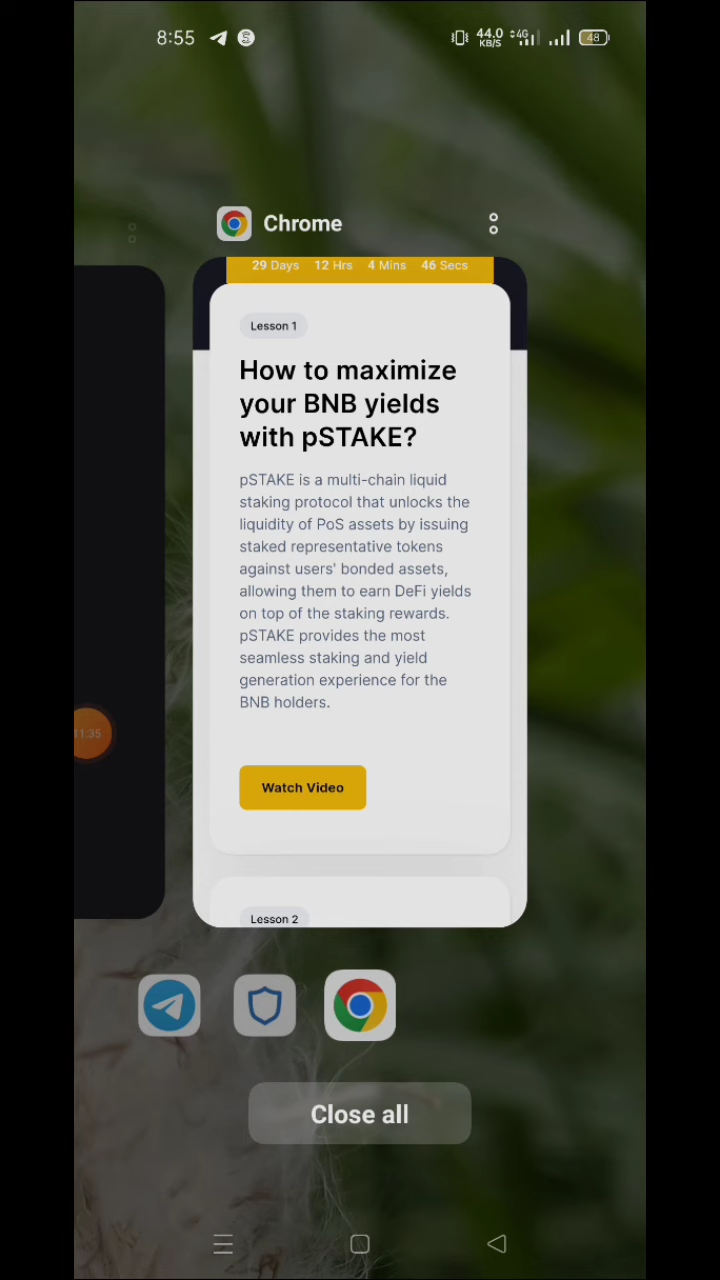 8:55
44.0
KB/S
4G
48
Chrome
29 Days 12 Hrs 4 Mins 46 Secs
Lesson 1
How to maximize
your BNB yields
with pSTAKE?
pSTAKE is a multi-chain liquid
staking protocol that unlocks the
liquidity of PoS assets by issuing
staked representative tokens
against users' bonded assets,
allowing them to earn DeFi yields
on top of the staking rewards.
pSTAKE provides the most
seamless staking and yield
generation experience for the
BNB holders.
11:35
Watch Video
Lesson 2
Close all